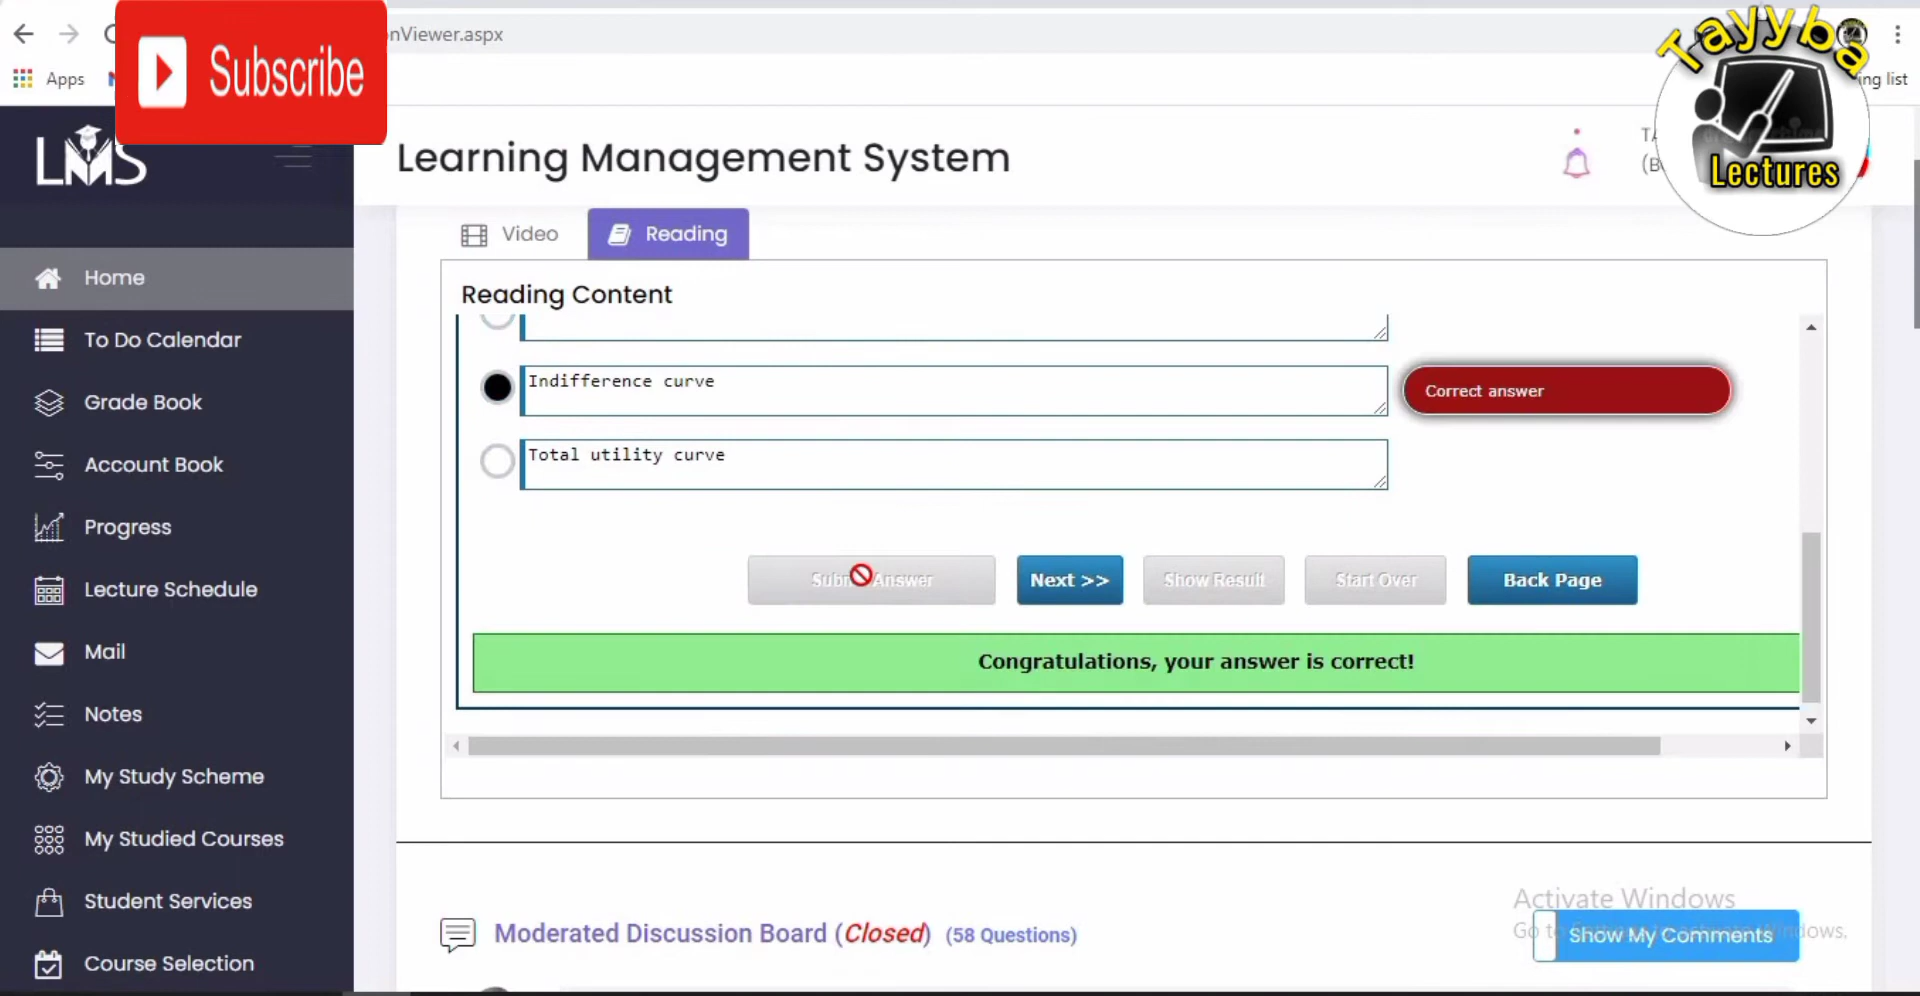 nViewer.aspx
Subscribe
Apps
ing list
Tayyba
Lectures
LMS
Learning Management System
TA
(B
Video
Reading
Home
Reading Content
To Do Calendar
Indifference curve
Correct answer
Grade Book
Total utility curve
Account Book
Progress
Submit Answer
Next >>
Show Result
Start Over
Back Page
Lecture Schedule
Mail
Congratulations, your answer is correct!
Notes
My Study Scheme
My Studied Courses
Student Services
Activate Windows
Moderated Discussion Board (Closed) (58 Questions)
Show My Comments
Course Selection